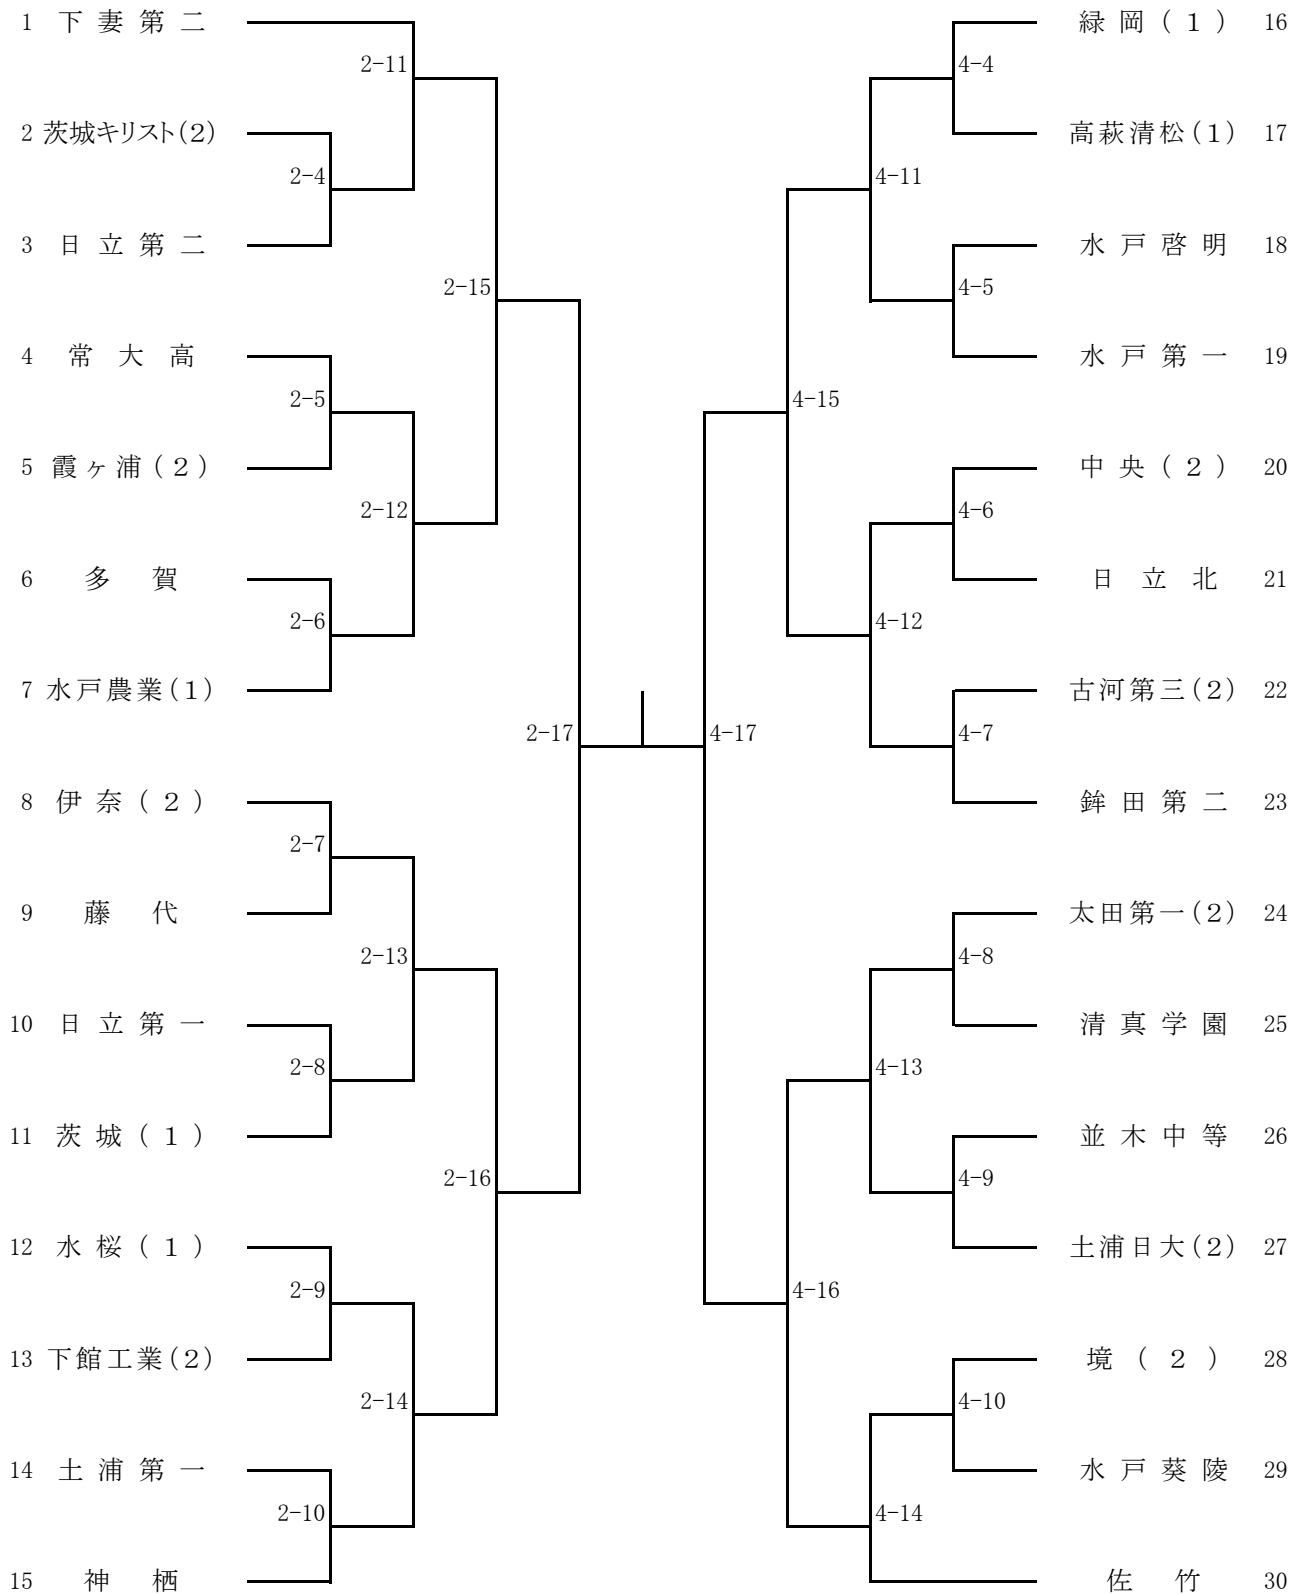 1 下妻第二
2 茨城キリスト(2)
3 日立第二
4 常大高
5 霞ヶ浦(2)
6 多賀
7 水戸農業(1)
8 伊奈(2)
9 藤代
10 日立第一
11 茨城(1)
12 水桜(1)
13 下館工業(2)
14 土浦第一
15 神栖
2-4
2-5
2-6
2-7
2-8
2-9
2-10
2-11
2-12
2-13
2-14
2-15
2-16
2-17
4-17
4-15
4-16
4-11
4-12
4-13
4-14
4-4
4-5
4-6
4-7
4-8
4-9
4-10
緑岡(1) 16
高萩清松(1) 17
水戸啓明 18
水戸第一 19
中央(2) 20
日立北 21
古河第三(2) 22
鉾田第二 23
太田第一(2) 24
清真学園 25
並木中等 26
土浦日大(2) 27
境(2) 28
水戸葵陵 29
佐竹 30